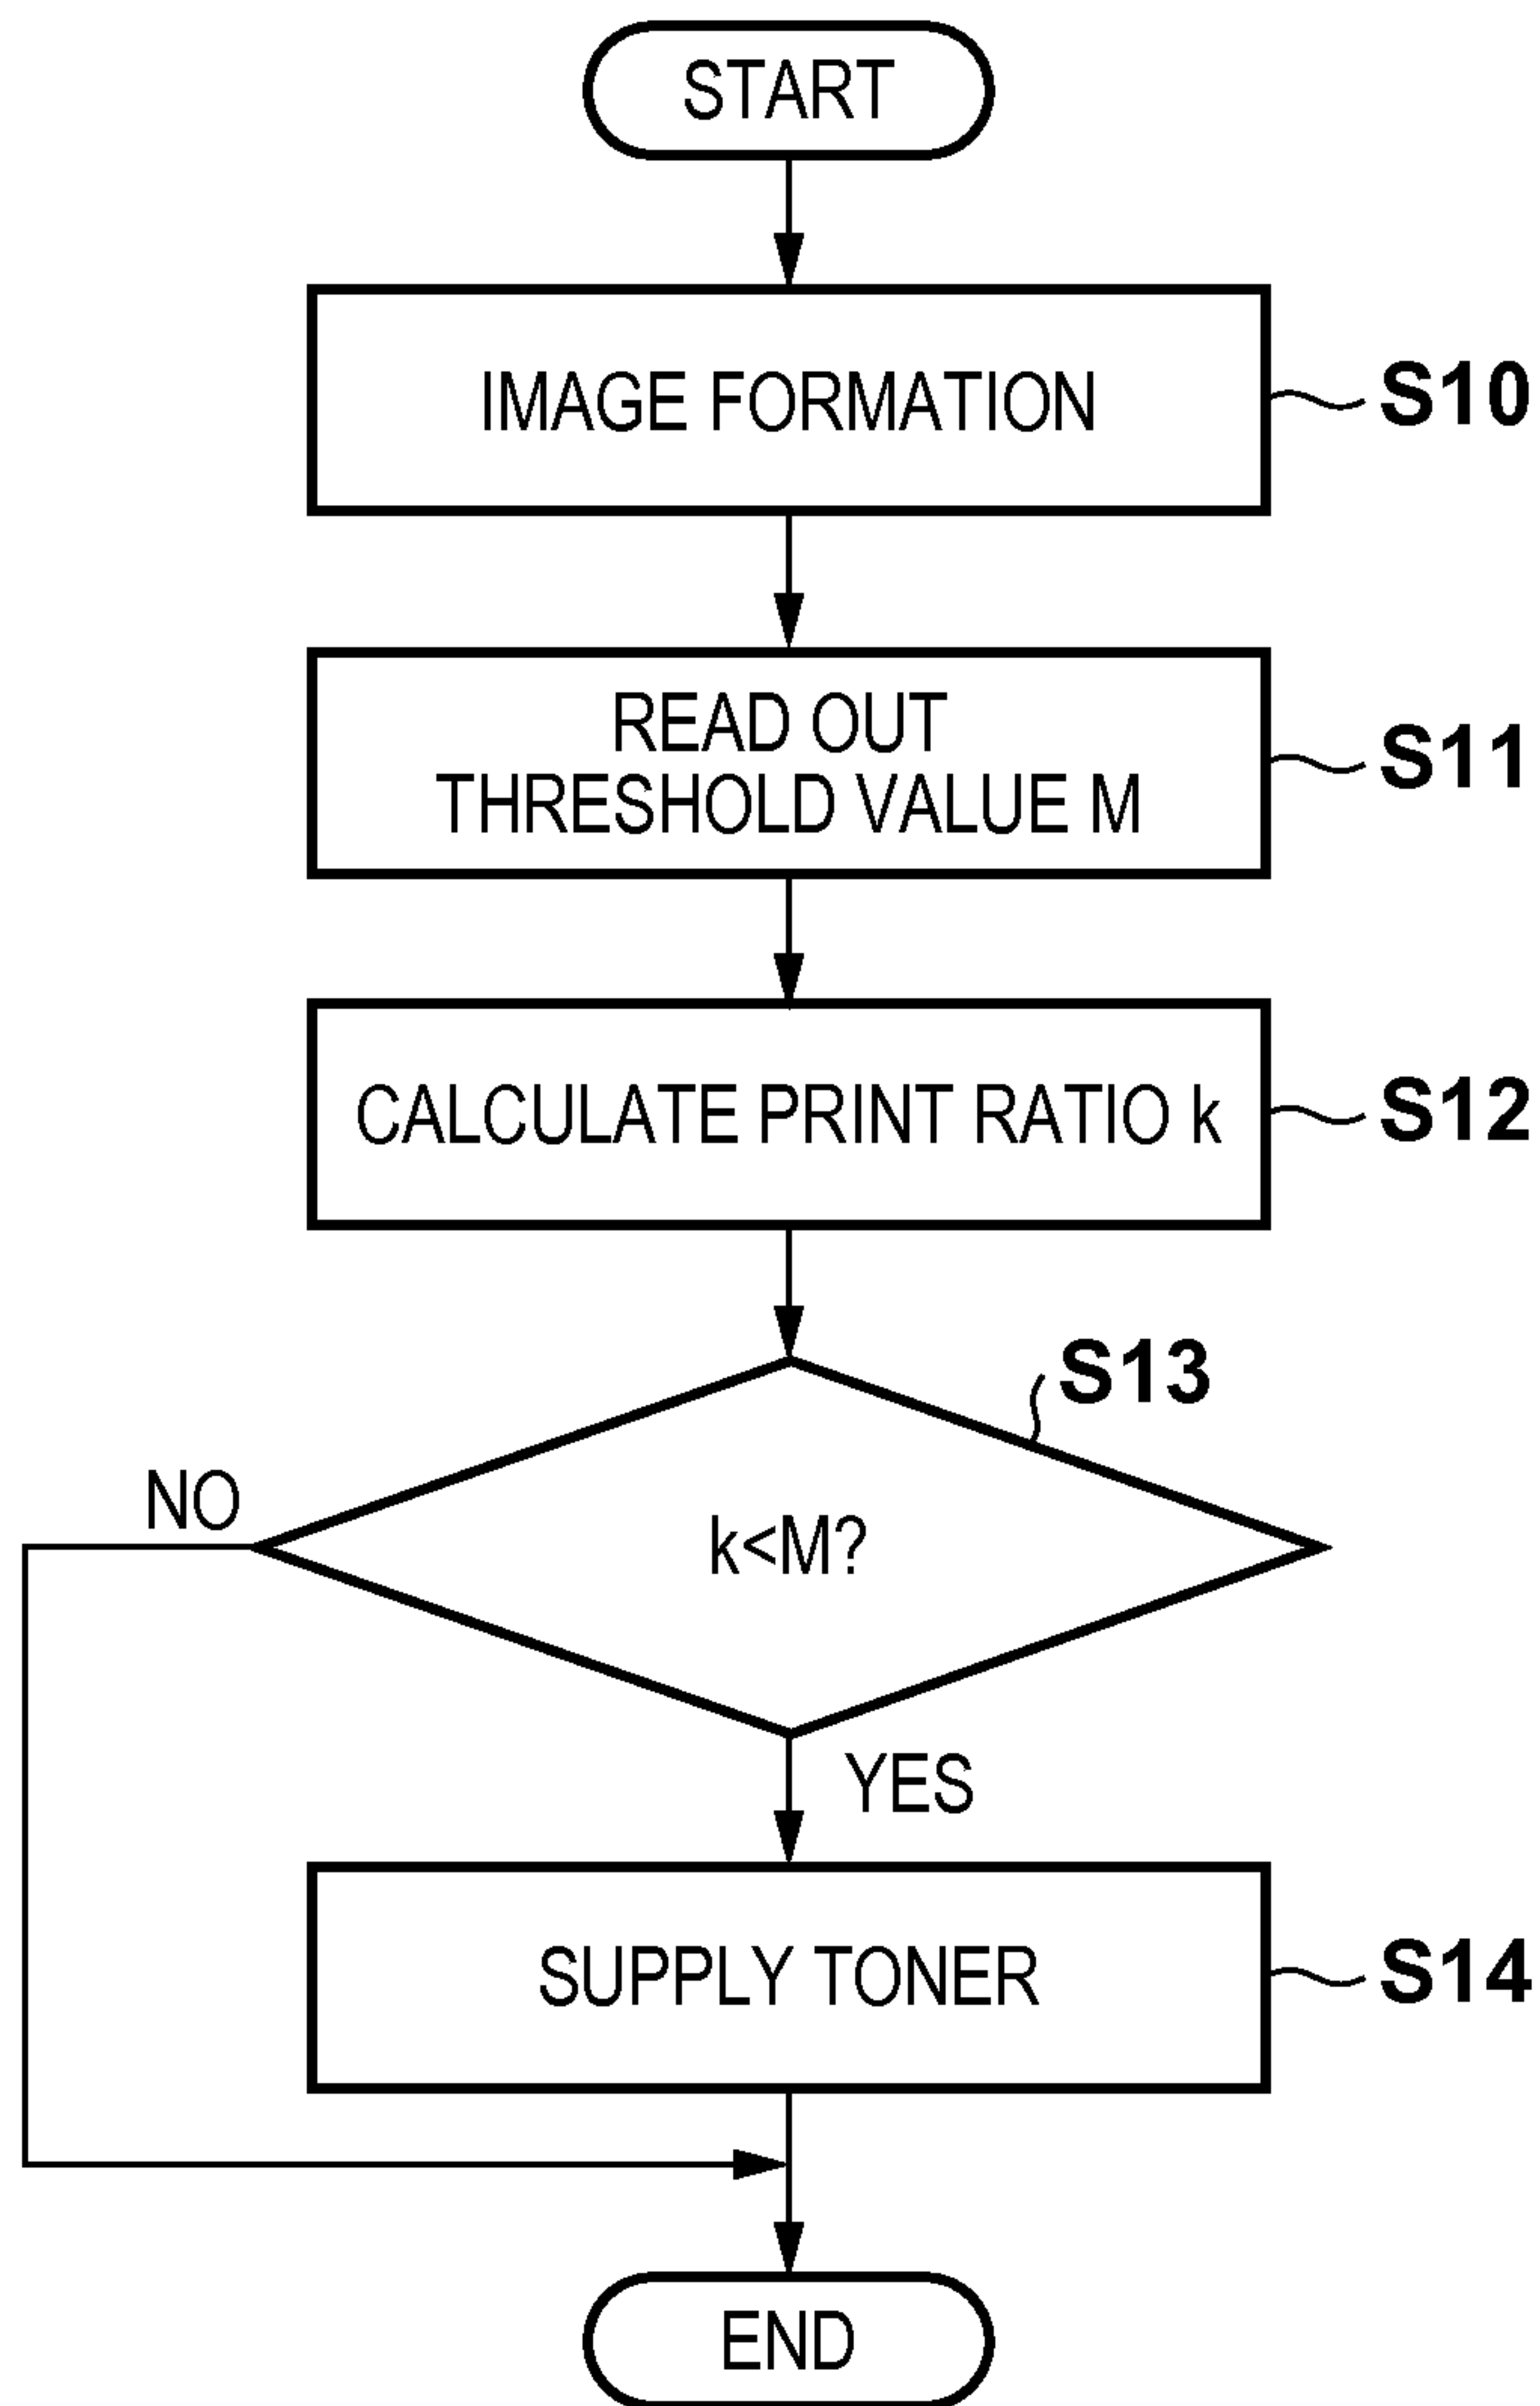 START
IMAGE FORMATION
S10
READ OUT
THRESHOLD VALUE M
S11
CALCULATE PRINT RATIO k
S12
S13
NO
k<M?
YES
SUPPLY TONER
S14
END